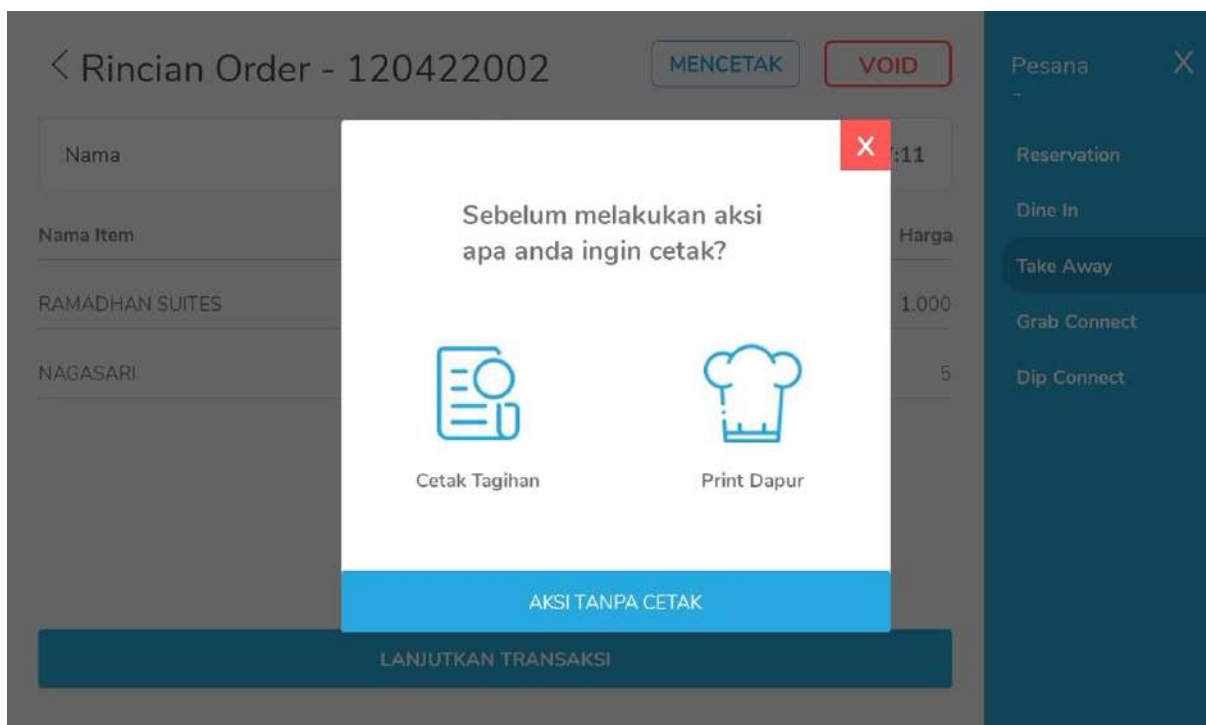 < Rincian Order - 120422002
MENCETAK
VOID
Nama
:11
Nama Item
Harga
RAMADHAN SUITES
1.000
NAGASARI
5
LANJUTKAN TRANSAKSI
X
Sebelum melakukan aksi
apa anda ingin cetak?
Cetak Tagihan
Print Dapur
AKSI TANPA CETAK
Pesana
X
Reservation
Dine In
Take Away
Grab Connect
Dip Connect